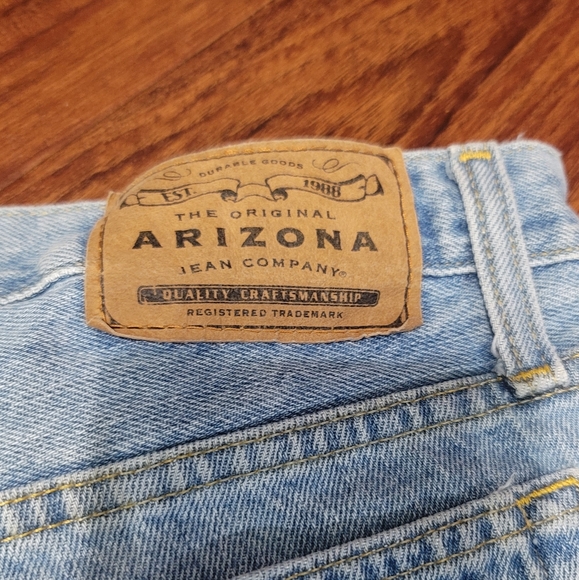 DURABLE GOODS
EST. 1988
THE ORIGINAL
ARIZONA
JEAN COMPANY®
QUALITY CRAFTSMANSHIP
REGISTERED TRADEMARK